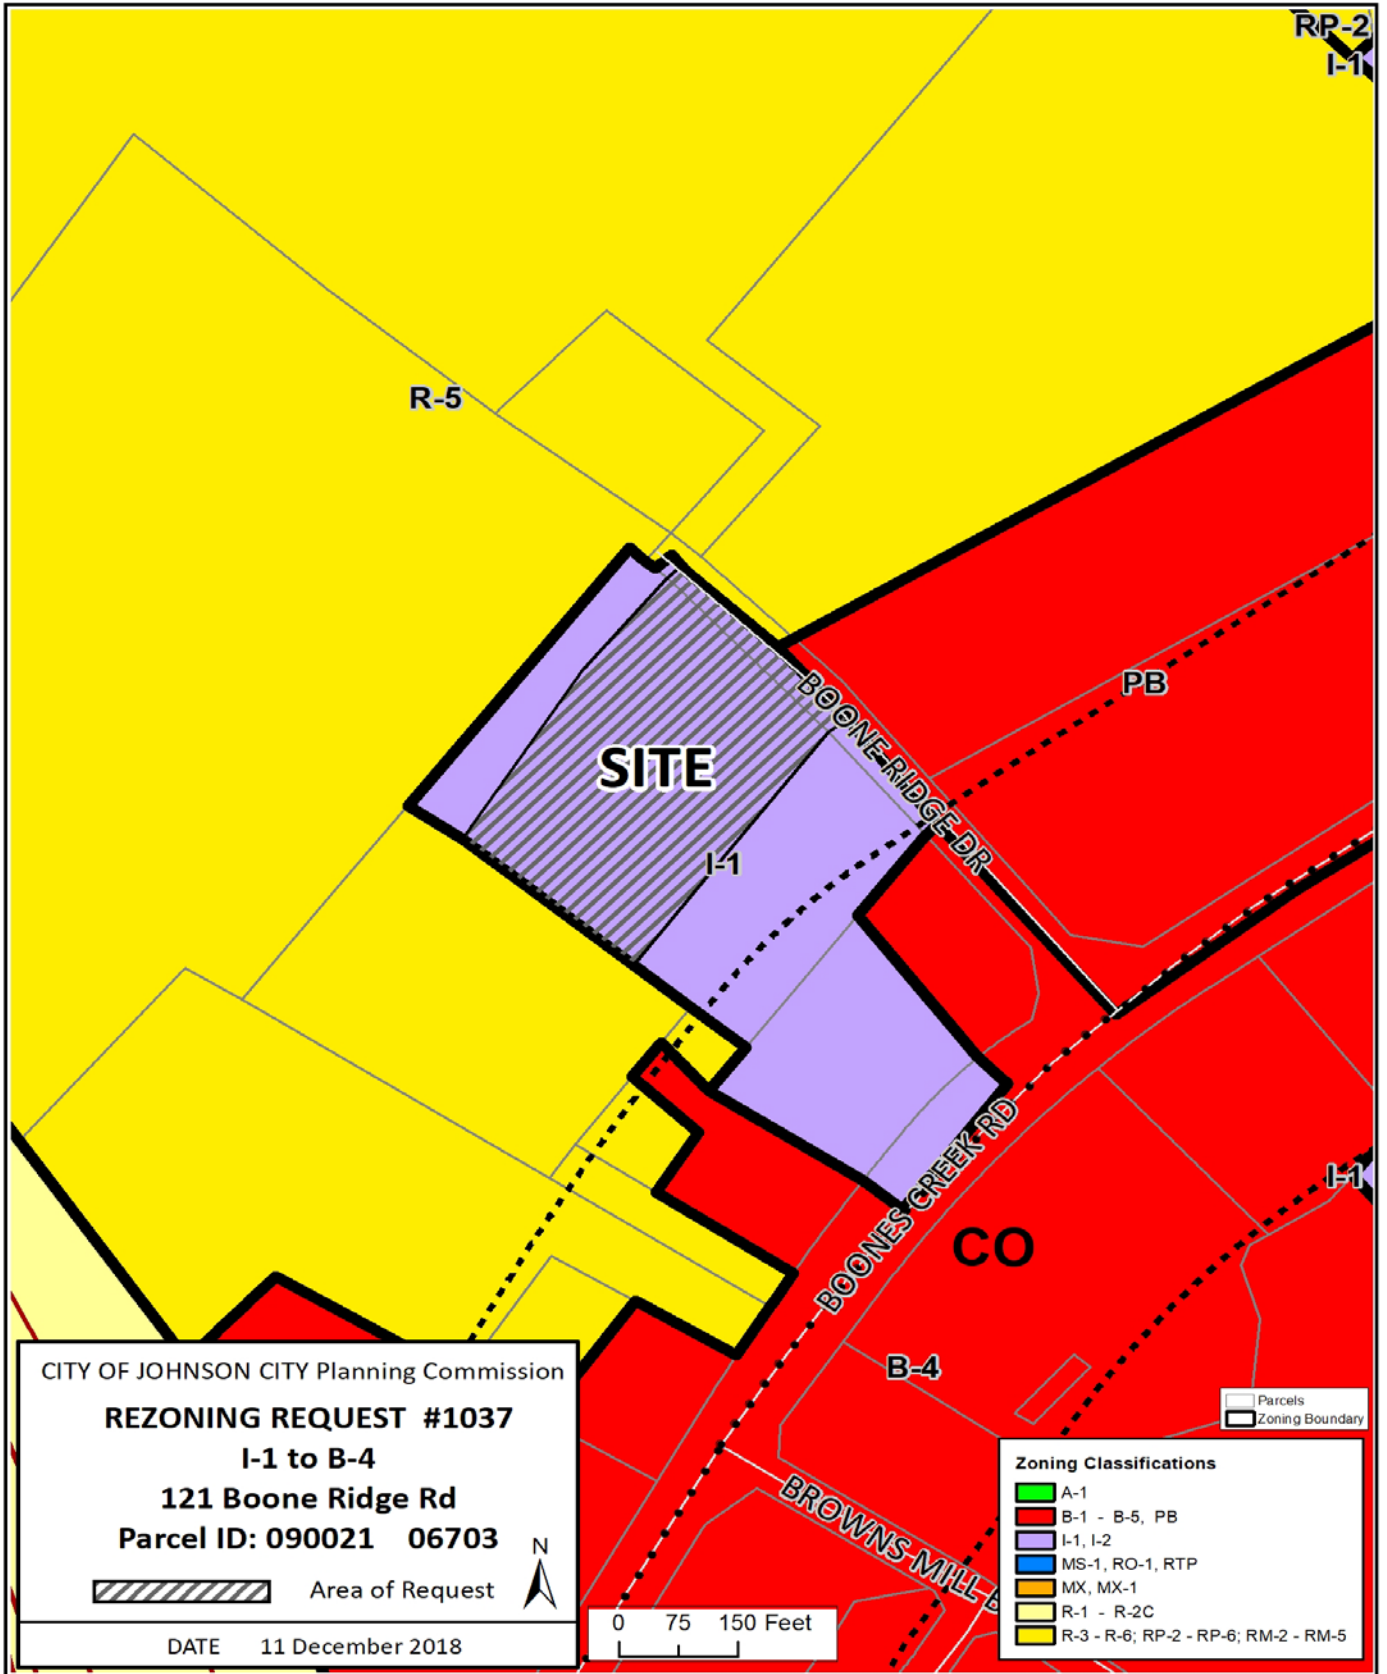 RP-2
I-1
R-5
PB
BOONE RIDGE DR
SITE
I-1
BOONES CREEK RD
I-1
CO
B-4
BROWNS MILL
Parcels
Zoning Boundary
CITY OF JOHNSON CITY Planning Commission
REZONING REQUEST #1037
I-1 to B-4
121 Boone Ridge Rd
Parcel ID: 090021 06703
N
Area of Request
DATE 11 December 2018
0 75 150 Feet
Zoning Classifications
A-1
B-1 - B-5, PB
I-1, I-2
MS-1, RO-1, RTP
MX, MX-1
R-1 - R-2C
R-3 - R-6; RP-2 - RP-6; RM-2 - RM-5